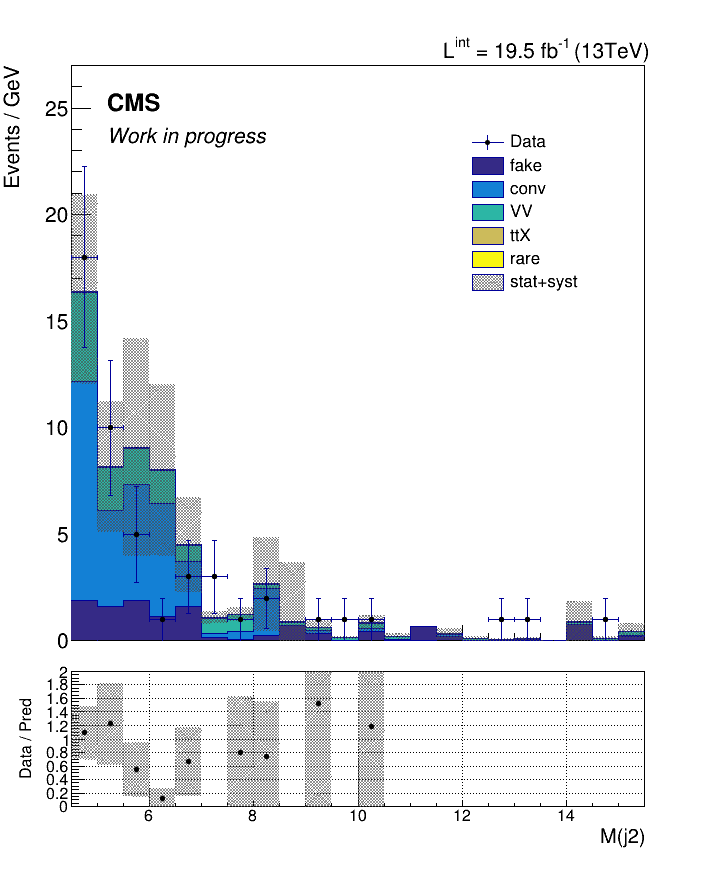 L^int = 19.5 fb^-1 (13TeV)
Events / GeV
CMS
Work in progress
Data
fake
conv
VV
ttX
rare
stat+syst
25
20
15
10
5
0
Data / Pred
2
1.8
1.6
1.4
1.2
1
0.8
0.6
0.4
0.2
0
6 8 10 12 14
M(j2)